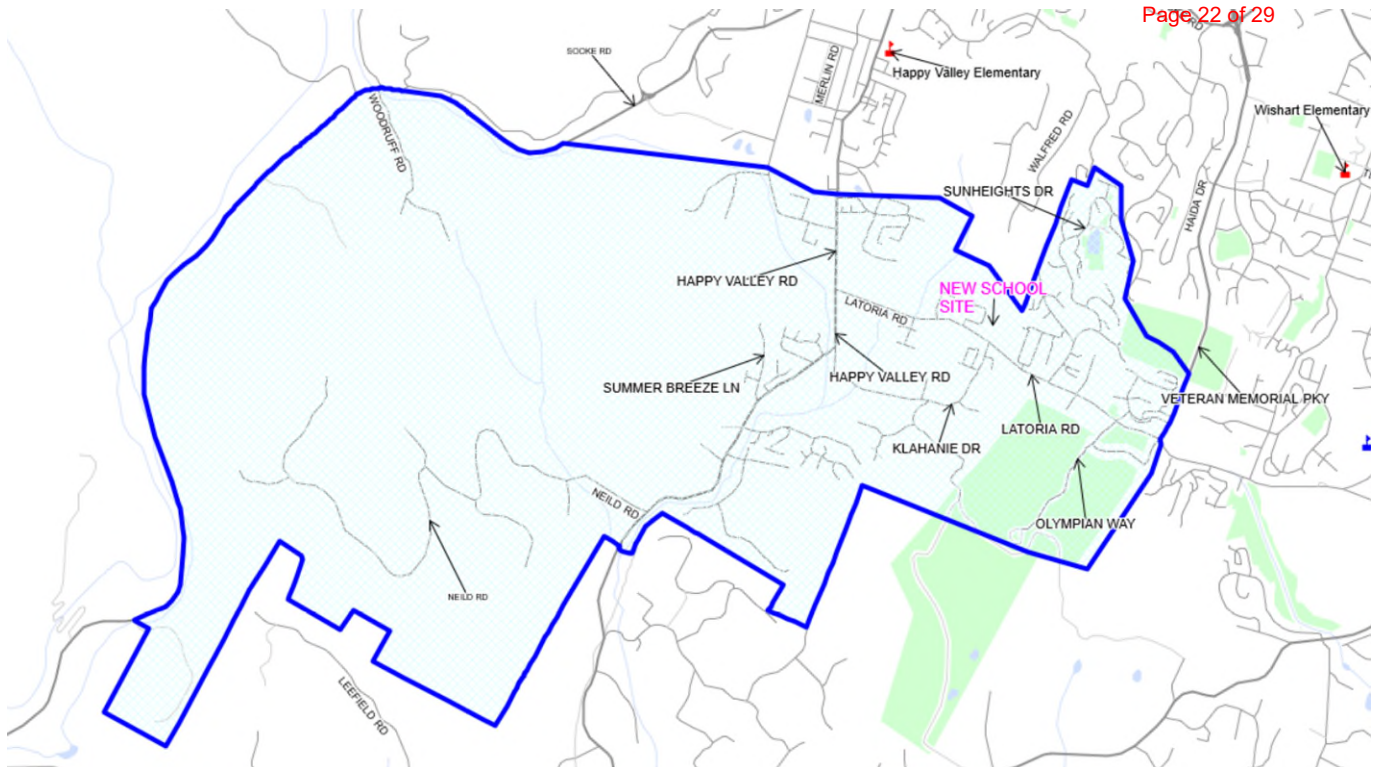 Page 22 of 29
RD
SOOKE RD
MERLIN RD
Happy Valley Elementary
WOODRUFF RD
WALFRED RD
Wishart Elementary
SUNHEIGHTS DR
HAIDA DR
HAPPY VALLEY RD
NEW SCHOOL
SITE
LATORIA RD
SUMMER BREEZE LN
HAPPY VALLEY RD
VETERAN MEMORIAL PKY
LATORIA RD
KLAHANIE DR
NEILD RD
OLYMPIAN WAY
NEILD RD
LEEFIELD RD